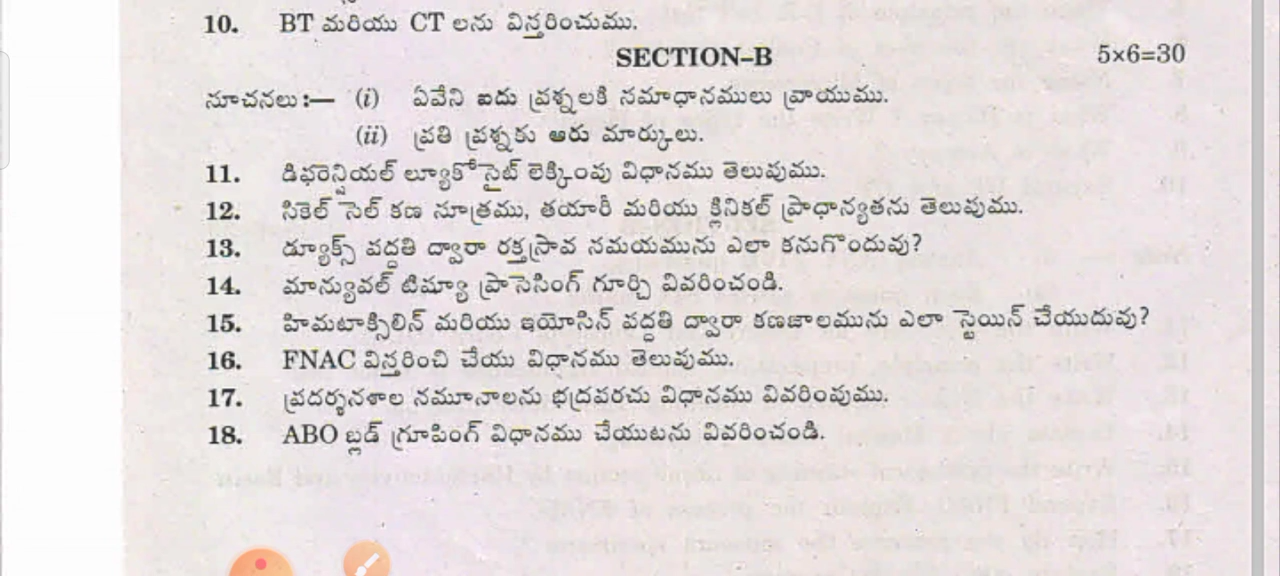 10. BT మరియు CT లను విస్తరించుము.
SECTION–B 5×6=30
సూచనలు :— (i) ఏవేని ఐదు ప్రశ్నలకి సమాధానములు వ్రాయుము.
(ii) ప్రతి ప్రశ్నకు ఆరు మార్కులు.
11. డిఫరెన్షియల్ ల్యూకోసైట్ లెక్కింపు విధానము తెలుపుము.
12. సికెల్ సెల్ కణ సూత్రము, తయారీ మరియు క్లినికల్ ప్రాధాన్యతను తెలుపుము.
13. డ్యూక్స్ పద్ధతి ద్వారా రక్తస్రావ సమయమును ఎలా కనుగొందువు?
14. మాన్యువల్ టిష్యూ ప్రాసెసింగ్ గూర్చి వివరించండి.
15. హిమటాక్సిలిన్ మరియు ఇయోసిన్ పద్ధతి ద్వారా కణజాలమును ఎలా స్టెయిన్ చేయుదువు?
16. FNAC విస్తరించి చేయు విధానము తెలుపుము.
17. ప్రదర్శనశాల నమూనాలను భద్రపరచు విధానము వివరింపుము.
18. ABO బ్లడ్ గ్రూపింగ్ విధానము చేయుటను వివరించండి.